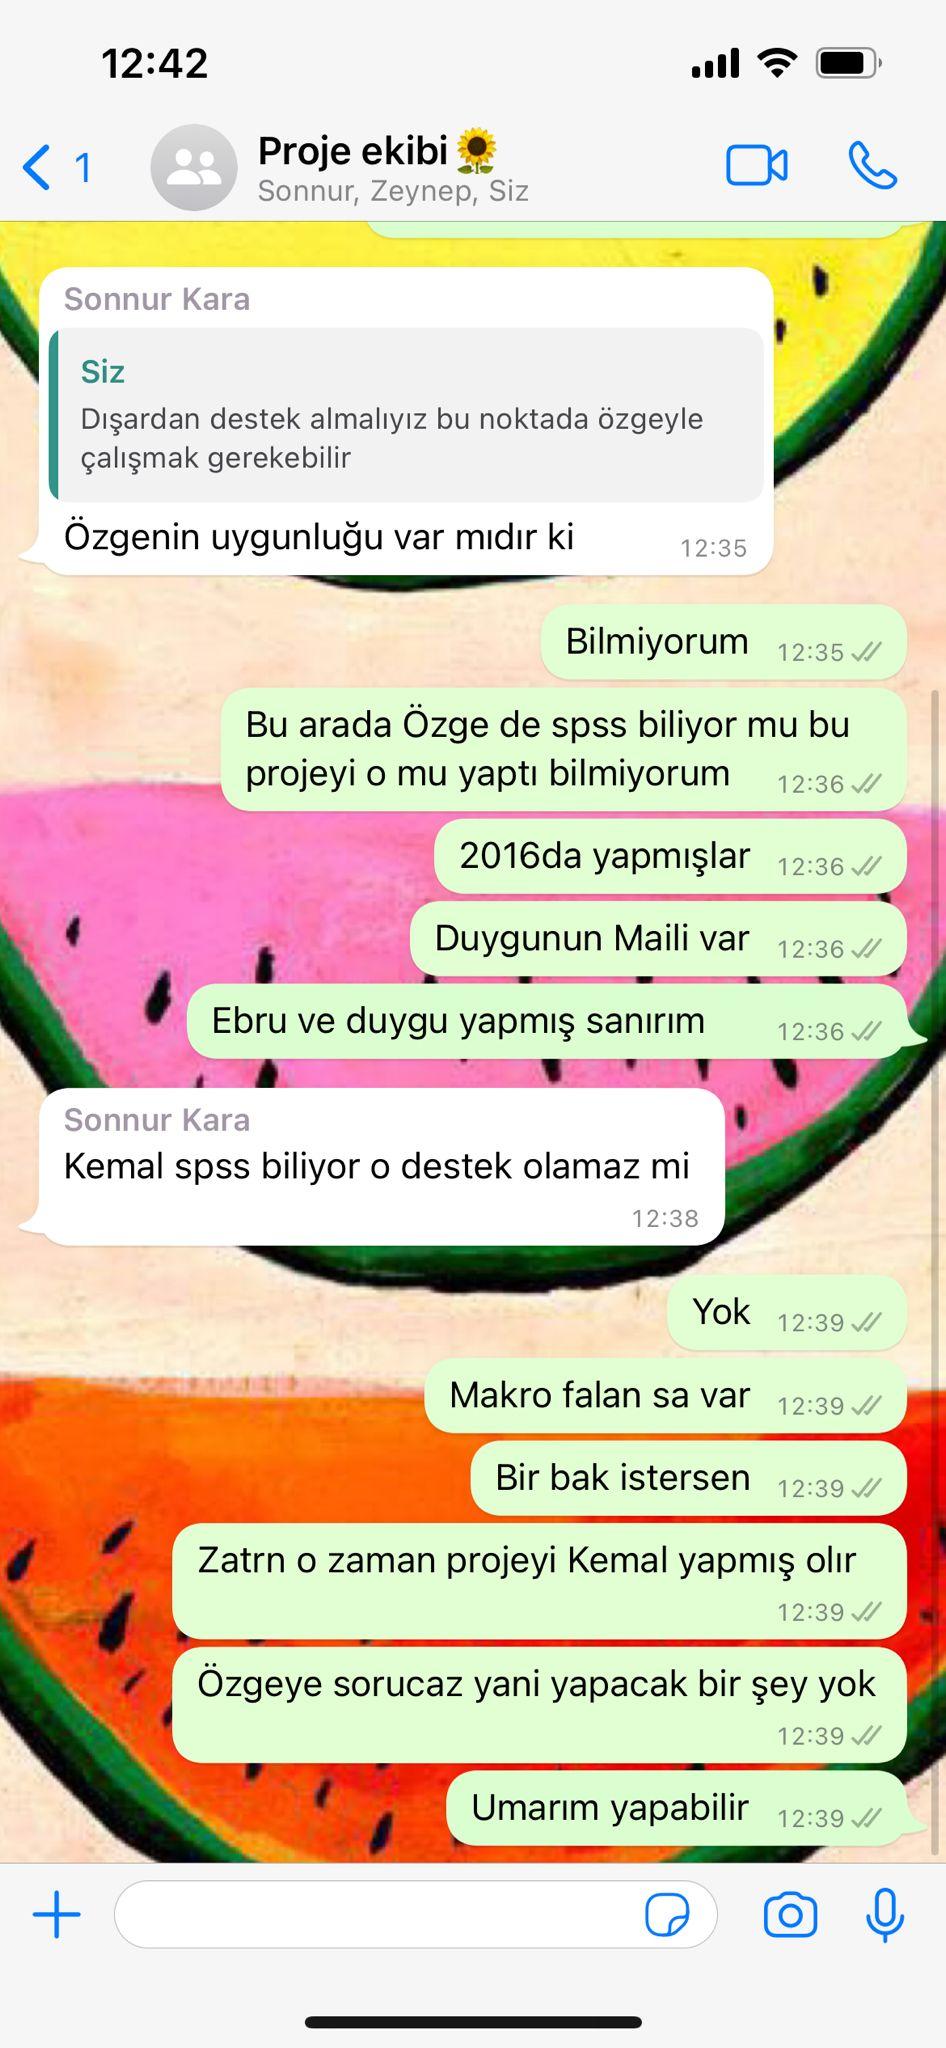 12:42
1
Proje ekibi🌻
Sonnur, Zeynep, Siz
Sonnur Kara
Siz
Dışardan destek almalıyız bu noktada özgeyle
çalışmak gerekebilir
Özgenin uygunluğu var mıdır ki
12:35
Bilmiyorum 12:35
Bu arada Özge de spss biliyor mu bu
projeyi o mu yaptı bilmiyorum 12:36
2016da yapmışlar 12:36
Duygunun Maili var 12:36
Ebru ve duygu yapmış sanırım 12:36
Sonnur Kara
Kemal spss biliyor o destek olamaz mi
12:38
Yok 12:39
Makro falan sa var 12:39
Bir bak istersen 12:39
Zatrn o zaman projeyi Kemal yapmış olır
12:39
Özgeye sorucaz yani yapacak bir şey yok
12:39
Umarım yapabilir 12:39